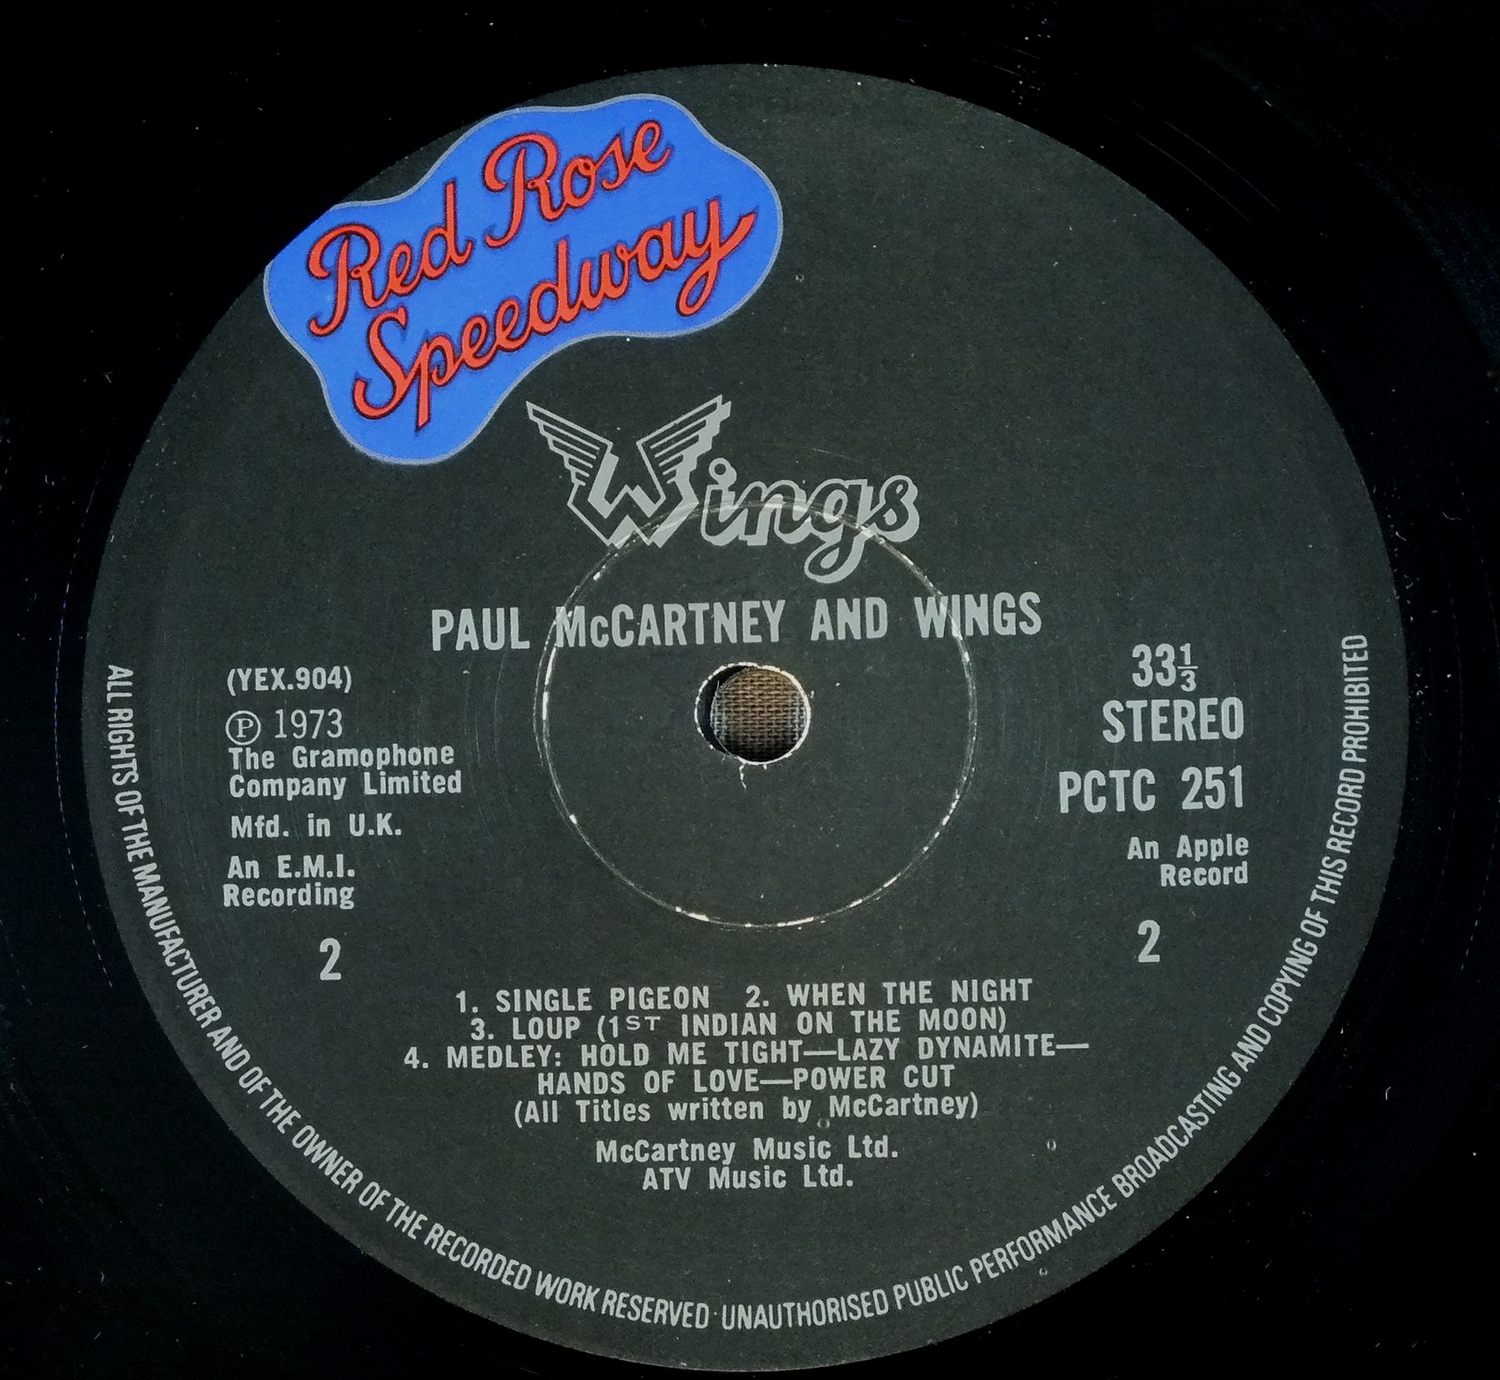 Red Rose
Speedway
Wings
PAUL McCARTNEY AND WINGS
(YEX.904)
Ⓟ 1973
The Gramophone
Company Limited
Mfd. in U.K.
An E.M.I.
Recording
2
33⅓
STEREO
PCTC 251
An Apple
Record
2
1. SINGLE PIGEON 2. WHEN THE NIGHT
3. LOUP (1ST INDIAN ON THE MOON)
4. MEDLEY: HOLD ME TIGHT—LAZY DYNAMITE—
HANDS OF LOVE—POWER CUT
(All Titles written by McCartney)
McCartney Music Ltd.
ATV Music Ltd.
ALL RIGHTS OF THE MANUFACTURER AND OF THE OWNER OF THE RECORDED WORK RESERVED · UNAUTHORISED PUBLIC PERFORMANCE BROADCASTING AND COPYING OF THIS RECORD PROHIBITED